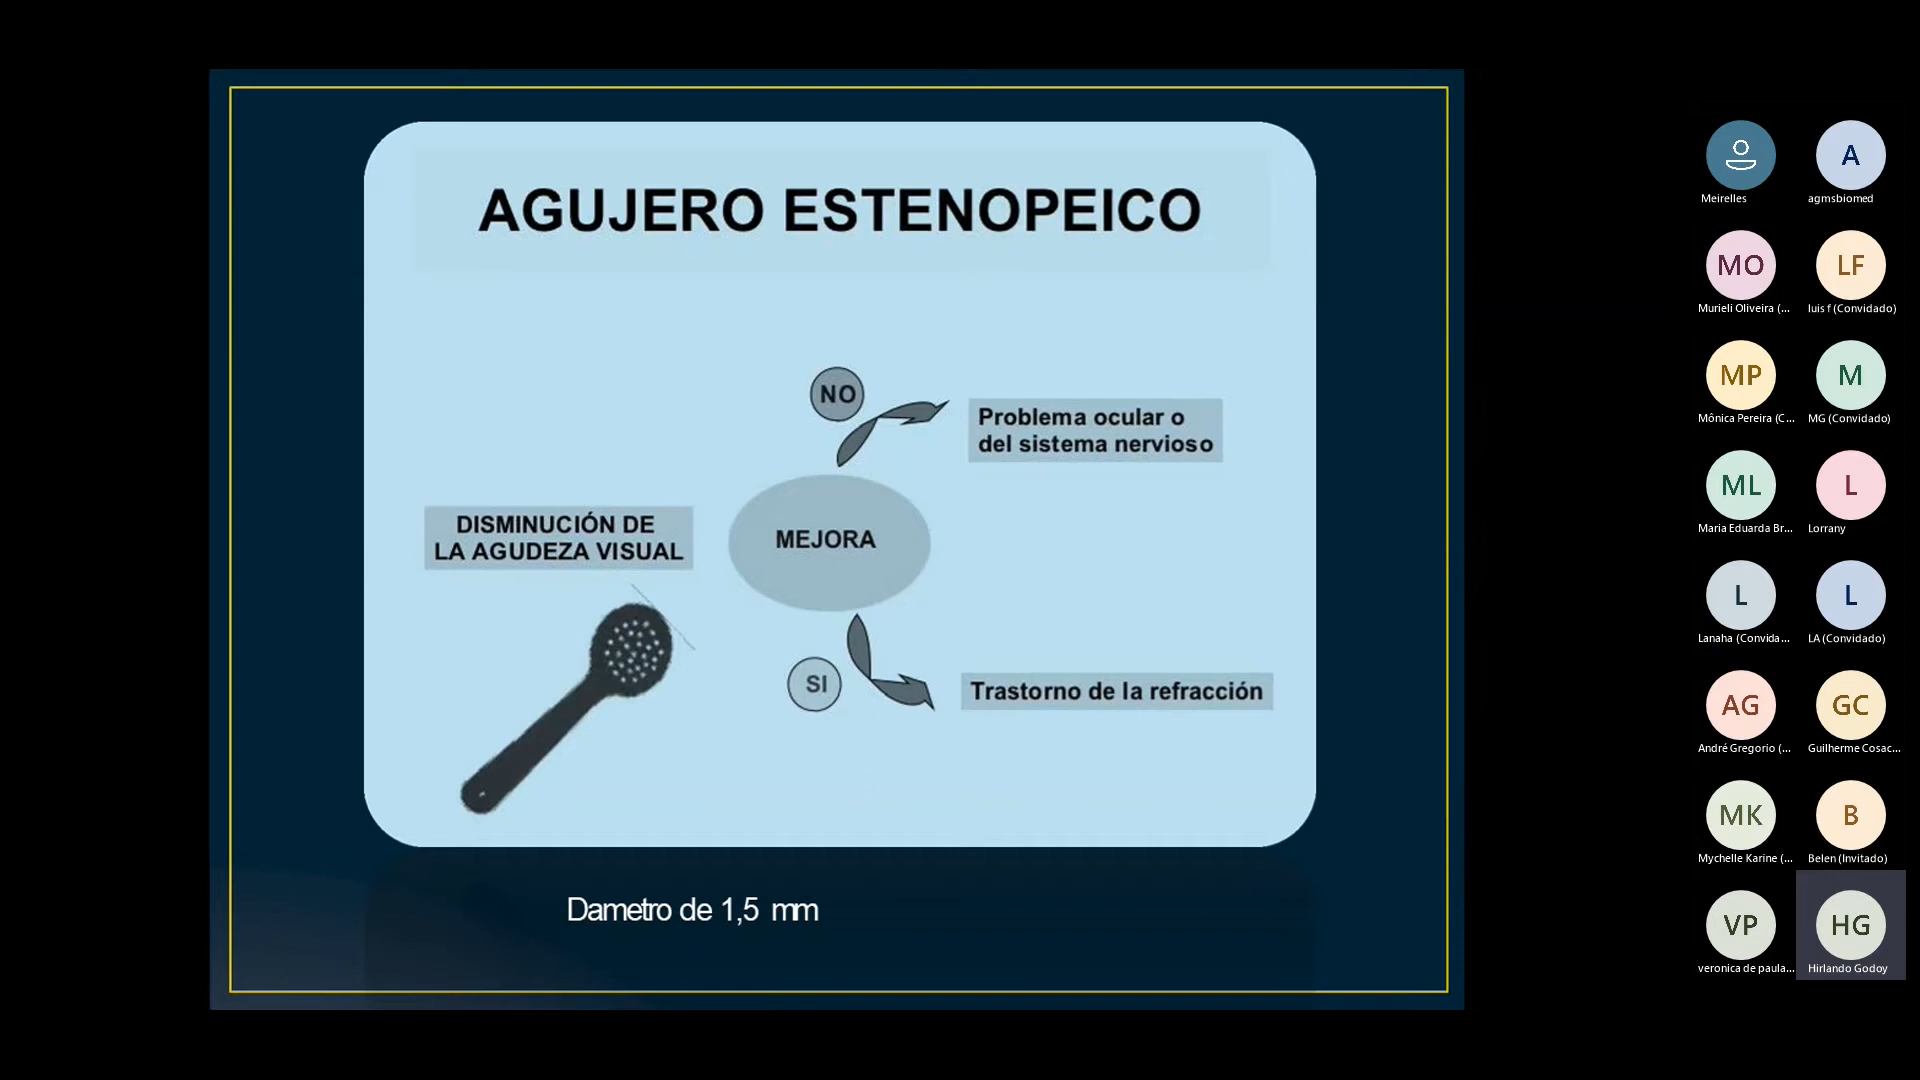 AGUJERO ESTENOPEICO
NO
Problema ocular o
del sistema nervioso
DISMINUCIÓN DE
LA AGUDEZA VISUAL
MEJORA
SI
Trastorno de la refracción
Dametro de 1,5 mm
Meirelles
A
agmsbiomed
MO
Murieli Oliveira (...
LF
luis f (Convidado)
MP
Mônica Pereira (C...
M
MG (Convidado)
ML
Maria Eduarda Br...
L
Lorrany
L
Lanaha (Convida...
L
LA (Convidado)
AG
André Gregorio (...
GC
Guilherme Cosac...
MK
Mychelle Karine (...
B
Belen (Invitado)
VP
veronica de paula...
HG
Hirlando Godoy